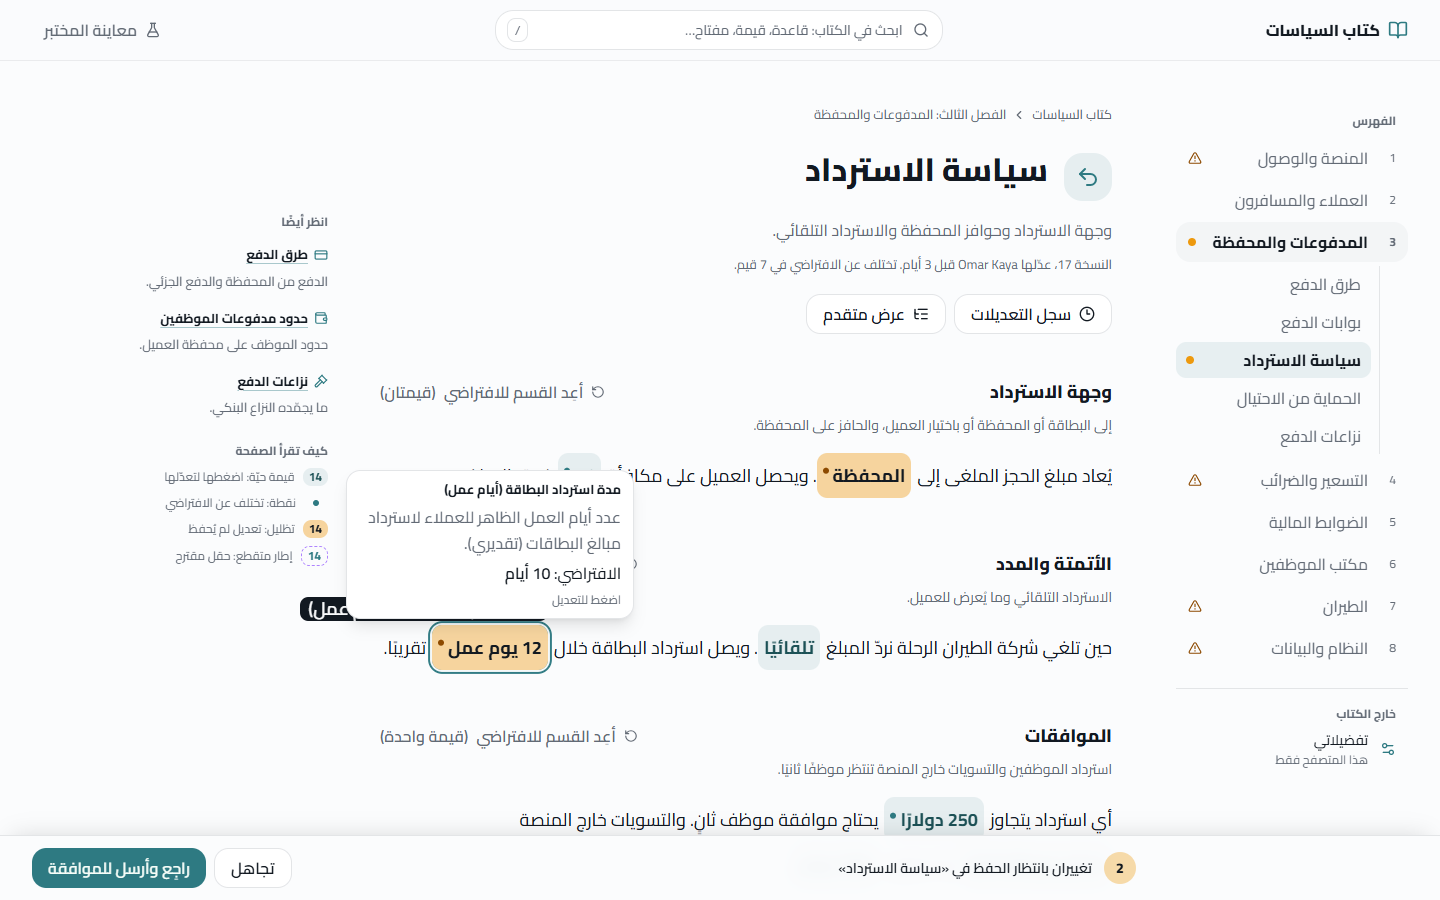 كتاب السياسات
ابحث في الكتاب: قاعدة، قيمة، مفتاح...
/
معاينة المختبر
الفهرس
1 المنصة والوصول
2 العملاء والمسافرون
3 المدفوعات والمحفظة
طرق الدفع
بوابات الدفع
سياسة الاسترداد
الحماية من الاحتيال
نزاعات الدفع
4 التسعير والضرائب
5 الضوابط المالية
6 مكتب الموظفين
7 الطيران
8 النظام والبيانات
خارج الكتاب
تفضيلاتي
هذا المتصفح فقط
كتاب السياسات › الفصل الثالث: المدفوعات والمحفظة
سياسة الاسترداد
وجهة الاسترداد وحوافز المحفظة والاسترداد التلقائي.
النسخة 17، عدّلها Omar Kaya قبل 3 أيام. تختلف عن الافتراضي في 7 قيم.
سجل التعديلات
عرض متقدم
وجهة الاسترداد
أعِد القسم للافتراضي (قيمتان)
إلى البطاقة أو المحفظة أو باختيار العميل، والحافز على المحفظة.
يُعاد مبلغ الحجز الملغى إلى المحفظة. ويحصل العميل على
مدة استرداد البطاقة (أيام عمل)
عدد أيام العمل الظاهر للعملاء لاسترداد
مبالغ البطاقات (تقديري).
الافتراضي: 10 أيام
اضغط للتعديل
عمل)
الأتمتة والمدد
الاسترداد التلقائي وما يُعرض للعميل.
حين تلغي شركة الطيران الرحلة نردّ المبلغ تلقائيًا. ويصل استرداد البطاقة خلال 12 يوم عمل تقريبًا.
الموافقات
أعِد القسم للافتراضي (قيمة واحدة)
استرداد الموظفين والتسويات خارج المنصة تنتظر موظفًا ثانيًا.
أي استرداد يتجاوز 250 دولارًا يحتاج موافقة موظف ثانٍ. والتسويات خارج المنصة
انظر أيضًا
طرق الدفع
الدفع من المحفظة والدفع الجزئي.
حدود مدفوعات الموظفين
حدود الموظف على محفظة العميل.
نزاعات الدفع
ما يجمّده النزاع البنكي.
كيف تقرأ الصفحة
14 قيمة حيّة: اضغطها لتعدّلها
نقطة: تختلف عن الافتراضي
14 تظليل: تعديل لم يُحفظ
14 إطار متقطع: حقل مقترح
2 تغييران بانتظار الحفظ في «سياسة الاسترداد»
تجاهل
راجِع وأرسل للموافقة